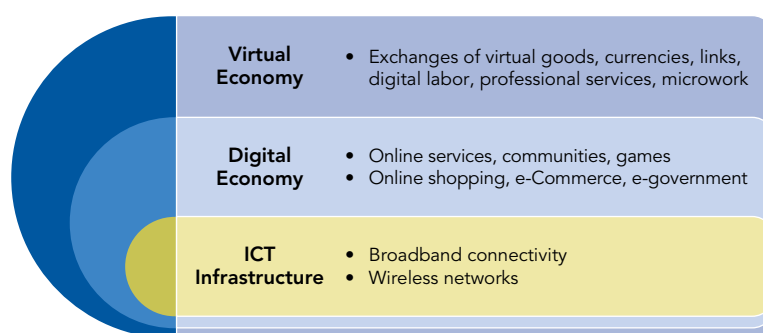 Virtual
Economy
• Exchanges of virtual goods, currencies, links,
digital labor, professional services, microwork
Digital
Economy
• Online services, communities, games
• Online shopping, e-Commerce, e-government
ICT
Infrastructure
• Broadband connectivity
• Wireless networks